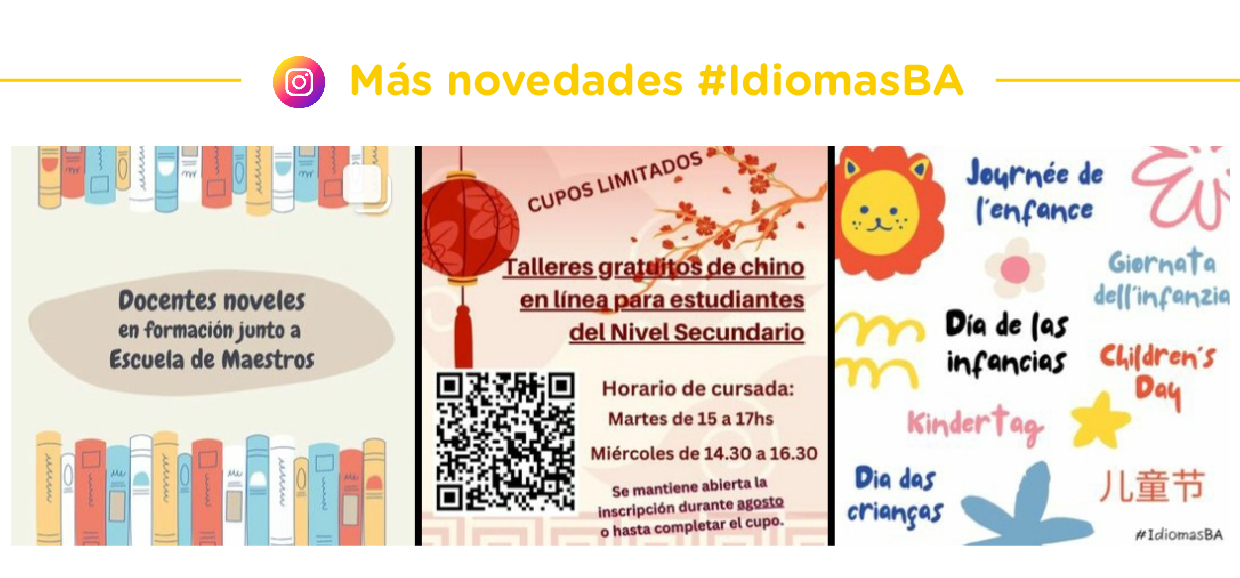 Más novedades #IdiomasBA
Docentes noveles
en formación junto a
Escuela de Maestros
CUPOS LIMITADOS
Talleres gratuitos de chino
en línea para estudiantes
del Nivel Secundario
Horario de cursada:
Martes de 15 a 17hs
Miércoles de 14.30 a 16.30
Se mantiene abierta la
inscripción durante agosto
o hasta completar el cupo.
Journée de
l'enfance
Giornata
dell'infanzia
Día de las
infancias
Children's
Day
KinderTag
Dia das
crianças
儿童节
#IdiomasBA